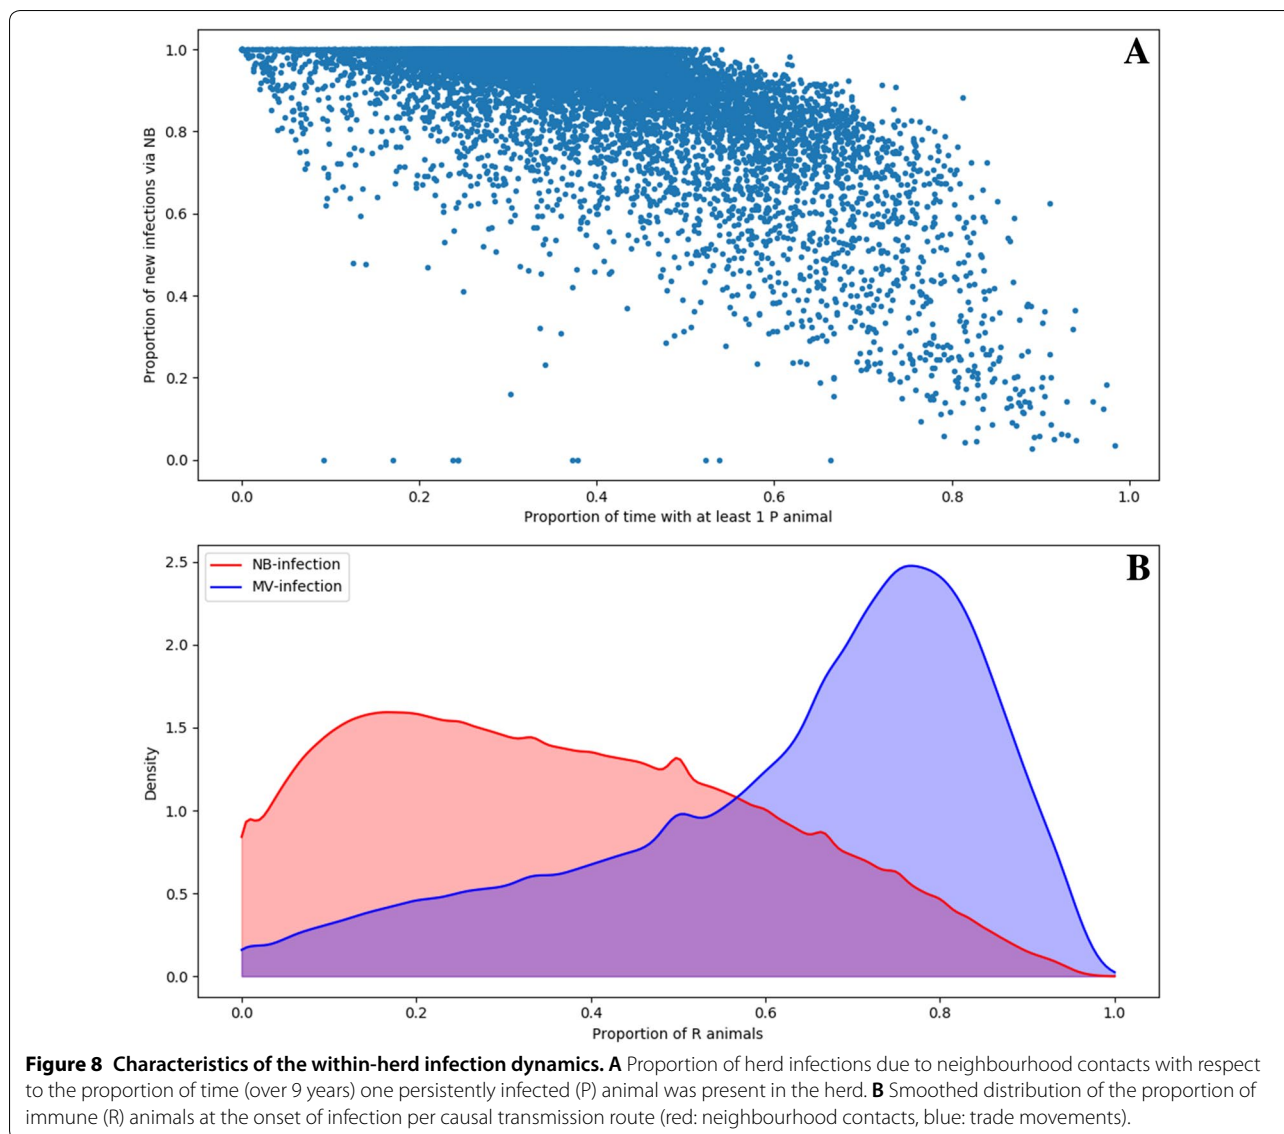 A
1.0
0.8
0.6
0.4
0.2
0.0
Proportion of new infections via NB
0.0 0.2 0.4 0.6 0.8 1.0
Proportion of time with at least 1 P animal
NB-infection
MV-infection
B
2.5
2.0
1.5
1.0
0.5
0.0
Density
0.0 0.2 0.4 0.6 0.8 1.0
Proportion of R animals
Figure 8 Characteristics of the within-herd infection dynamics. A Proportion of herd infections due to neighbourhood contacts with respect
to the proportion of time (over 9 years) one persistently infected (P) animal was present in the herd. B Smoothed distribution of the proportion of
immune (R) animals at the onset of infection per causal transmission route (red: neighbourhood contacts, blue: trade movements).